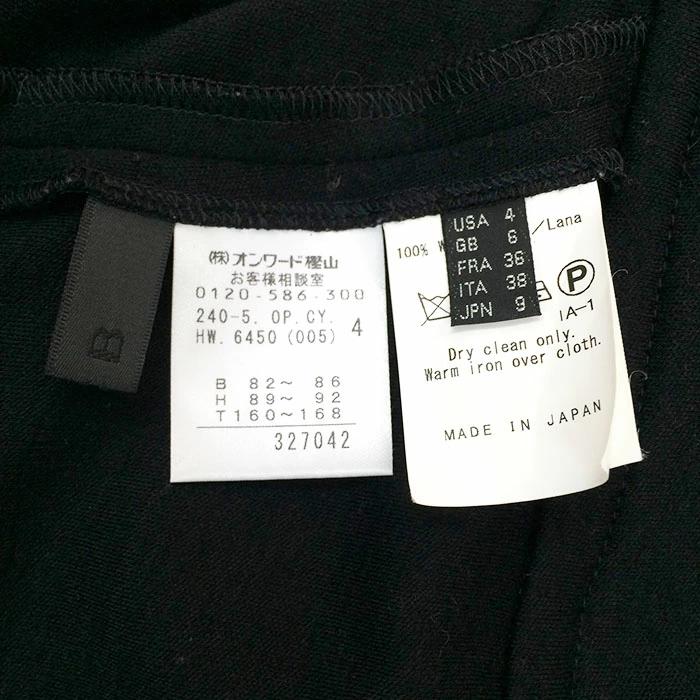 B
(株)オンワード樫山
お客様相談室
0120-586-300
240-5. OP. CY. 4
HW. 6450 (005)
B 82~ 86
H 89~ 92
T 160~168
327042
USA 4
GB 6
FRA 36
ITA 38
JPN 9
100% W /Lana
P
IA-1
Dry clean only.
Warm iron over cloth.
MADE IN JAPAN